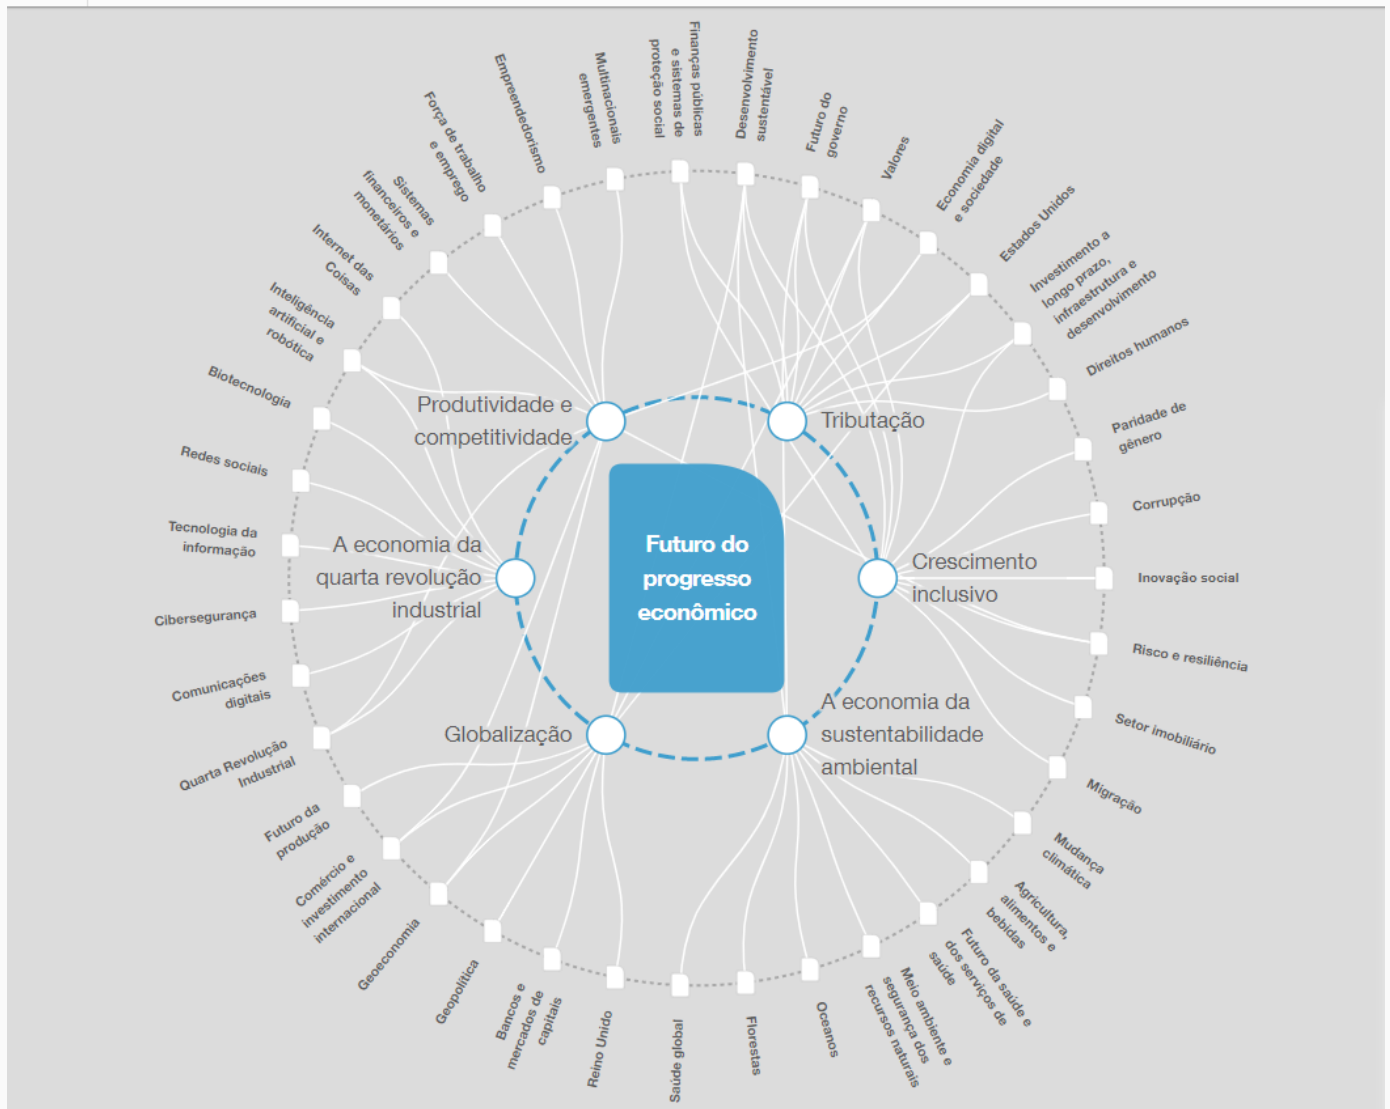 Futuro do
progresso
econômico
Tributação
Crescimento
inclusivo
A economia da
sustentabilidade
ambiental
Globalização
A economia da
quarta revolução
industrial
Produtividade e
competitividade
Finanças públicas
e sistemas de
proteção social
Desenvolvimento
sustentável
Futuro do
governo
Valores
Economia digital
e sociedade
Estados Unidos
Investimento a
longo prazo,
infraestrutura e
desenvolvimento
Direitos humanos
Paridade de
gênero
Corrupção
Inovação social
Risco e resiliência
Setor imobiliário
Migração
Mudança
climática
Agricultura,
alimentos e
bebidas
Futuro da saúde e
dos serviços de
saúde
Meio ambiente e
segurança dos
recursos naturais
Oceanos
Florestas
Saúde global
Reino Unido
Bancos e
mercados de
capitais
Geopolítica
Geoeconomia
Comércio e
investimento
internacional
Futuro da
produção
Quarta Revolução
Industrial
Comunicações
digitais
Cibersegurança
Tecnologia da
informação
Redes sociais
Biotecnologia
Inteligência
artificial e
robótica
Internet das
Coisas
Sistemas
financeiros e
monetários
Força de trabalho
e emprego
Empreendedorismo
Multinacionais
emergentes